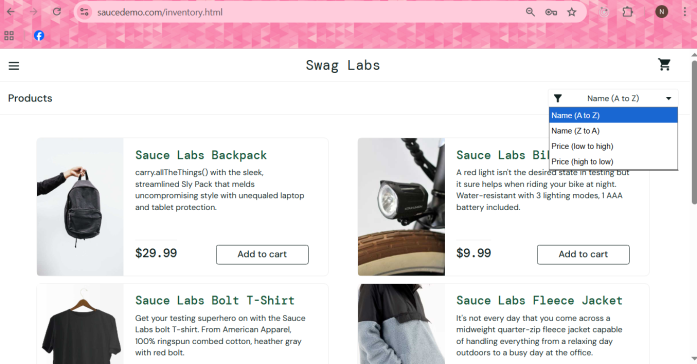 saucedemo.com/inventory.html
N
Swag Labs
Products
Name (A to Z)
Name (A to Z)
Name (Z to A)
Price (low to high)
Price (high to low)
Sauce Labs Backpack
carry.allTheThings() with the sleek,
streamlined Sly Pack that melds
uncompromising style with unequaled laptop
and tablet protection.
$29.99
Add to cart
Sauce Labs Bi
A red light isn't the desired state in testing but
it sure helps when riding your bike at night.
Water-resistant with 3 lighting modes, 1 AAA
battery included.
$9.99
Add to cart
Sauce Labs Bolt T-Shirt
Get your testing superhero on with the Sauce
Labs bolt T-shirt. From American Apparel,
100% ringspun combed cotton, heather gray
with red bolt.
Sauce Labs Fleece Jacket
It's not every day that you come across a
midweight quarter-zip fleece jacket capable
of handling everything from a relaxing day
outdoors to a busy day at the office.